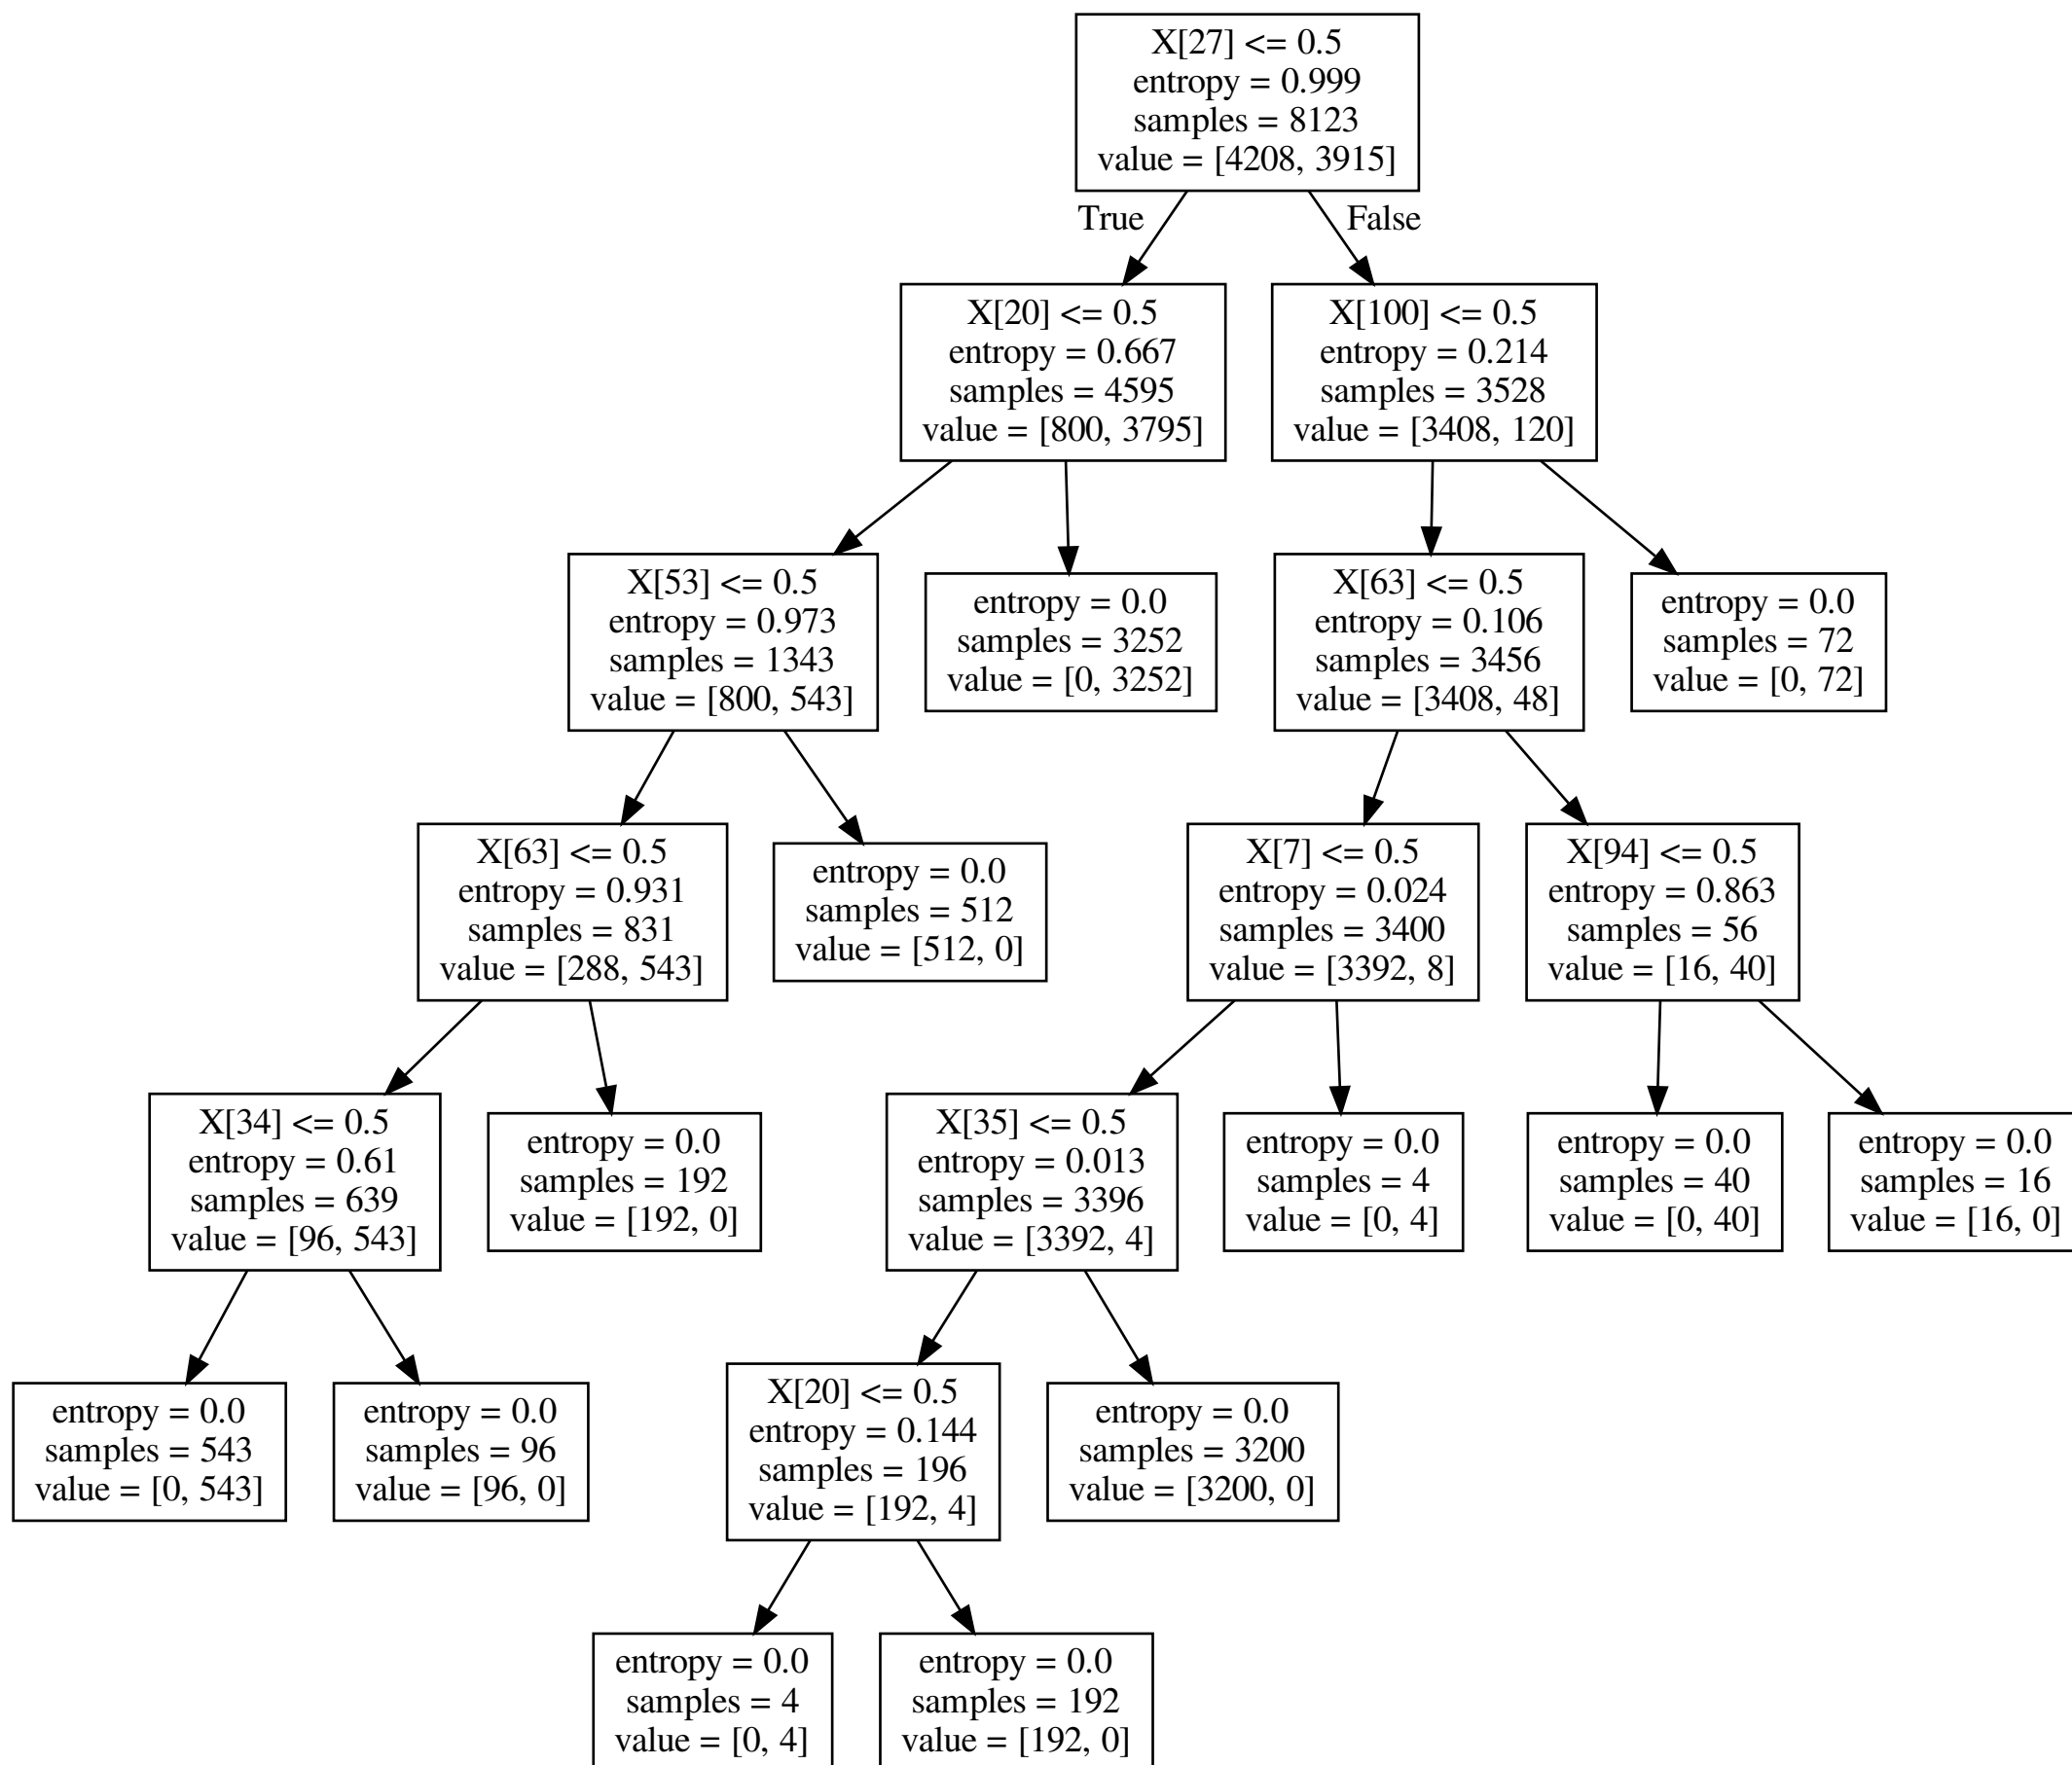 X[27] <= 0.5
entropy = 0.999
samples = 8123
value = [4208, 3915]
True
False
X[20] <= 0.5
entropy = 0.667
samples = 4595
value = [800, 3795]
X[100] <= 0.5
entropy = 0.214
samples = 3528
value = [3408, 120]
X[53] <= 0.5
entropy = 0.973
samples = 1343
value = [800, 543]
entropy = 0.0
samples = 3252
value = [0, 3252]
X[63] <= 0.5
entropy = 0.106
samples = 3456
value = [3408, 48]
entropy = 0.0
samples = 72
value = [0, 72]
X[63] <= 0.5
entropy = 0.931
samples = 831
value = [288, 543]
entropy = 0.0
samples = 512
value = [512, 0]
X[7] <= 0.5
entropy = 0.024
samples = 3400
value = [3392, 8]
X[94] <= 0.5
entropy = 0.863
samples = 56
value = [16, 40]
X[34] <= 0.5
entropy = 0.61
samples = 639
value = [96, 543]
entropy = 0.0
samples = 192
value = [192, 0]
X[35] <= 0.5
entropy = 0.013
samples = 3396
value = [3392, 4]
entropy = 0.0
samples = 4
value = [0, 4]
entropy = 0.0
samples = 40
value = [0, 40]
entropy = 0.0
samples = 16
value = [16, 0]
entropy = 0.0
samples = 543
value = [0, 543]
entropy = 0.0
samples = 96
value = [96, 0]
X[20] <= 0.5
entropy = 0.144
samples = 196
value = [192, 4]
entropy = 0.0
samples = 3200
value = [3200, 0]
entropy = 0.0
samples = 4
value = [0, 4]
entropy = 0.0
samples = 192
value = [192, 0]